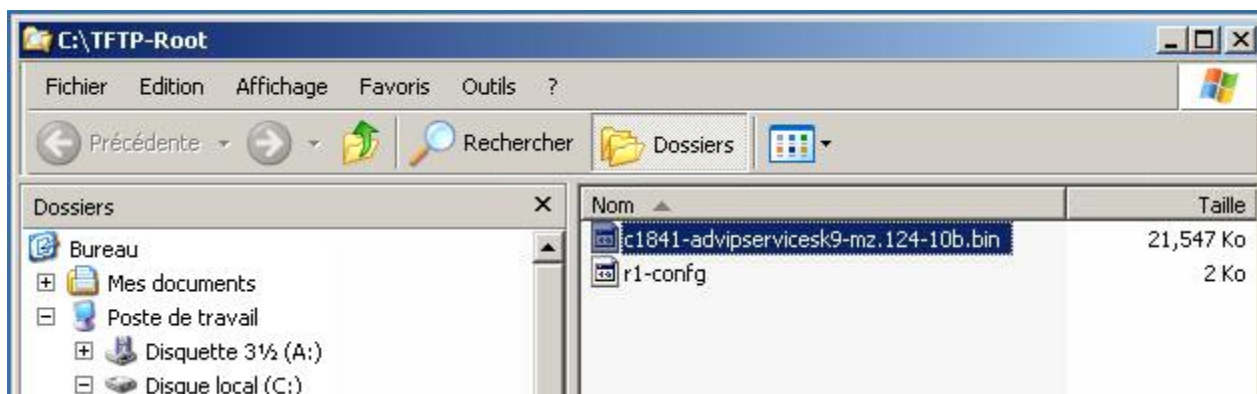 C:\TFTP-Root
Fichier Edition Affichage Favoris Outils ?
Précédente Rechercher Dossiers
Dossiers
Nom Taille
Bureau
c1841-advipservicesk9-mz.124-10b.bin 21,547 Ko
Mes documents
r1-confg 2 Ko
Poste de travail
Disquette 3½ (A:)
Disque local (C:)